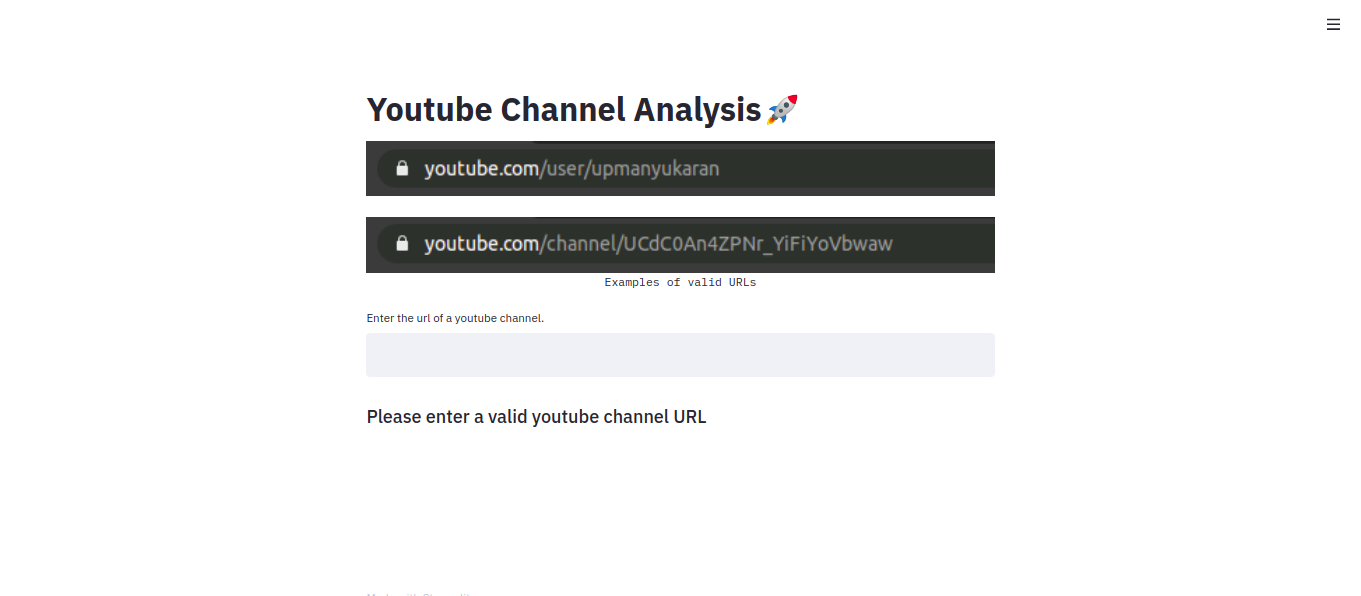 Youtube Channel Analysis🚀
youtube.com/user/upmanyukaran
youtube.com/channel/UCdC0An4ZPNr_YiFiYoVbwaw
Examples of valid URLs
Enter the url of a youtube channel.
Please enter a valid youtube channel URL